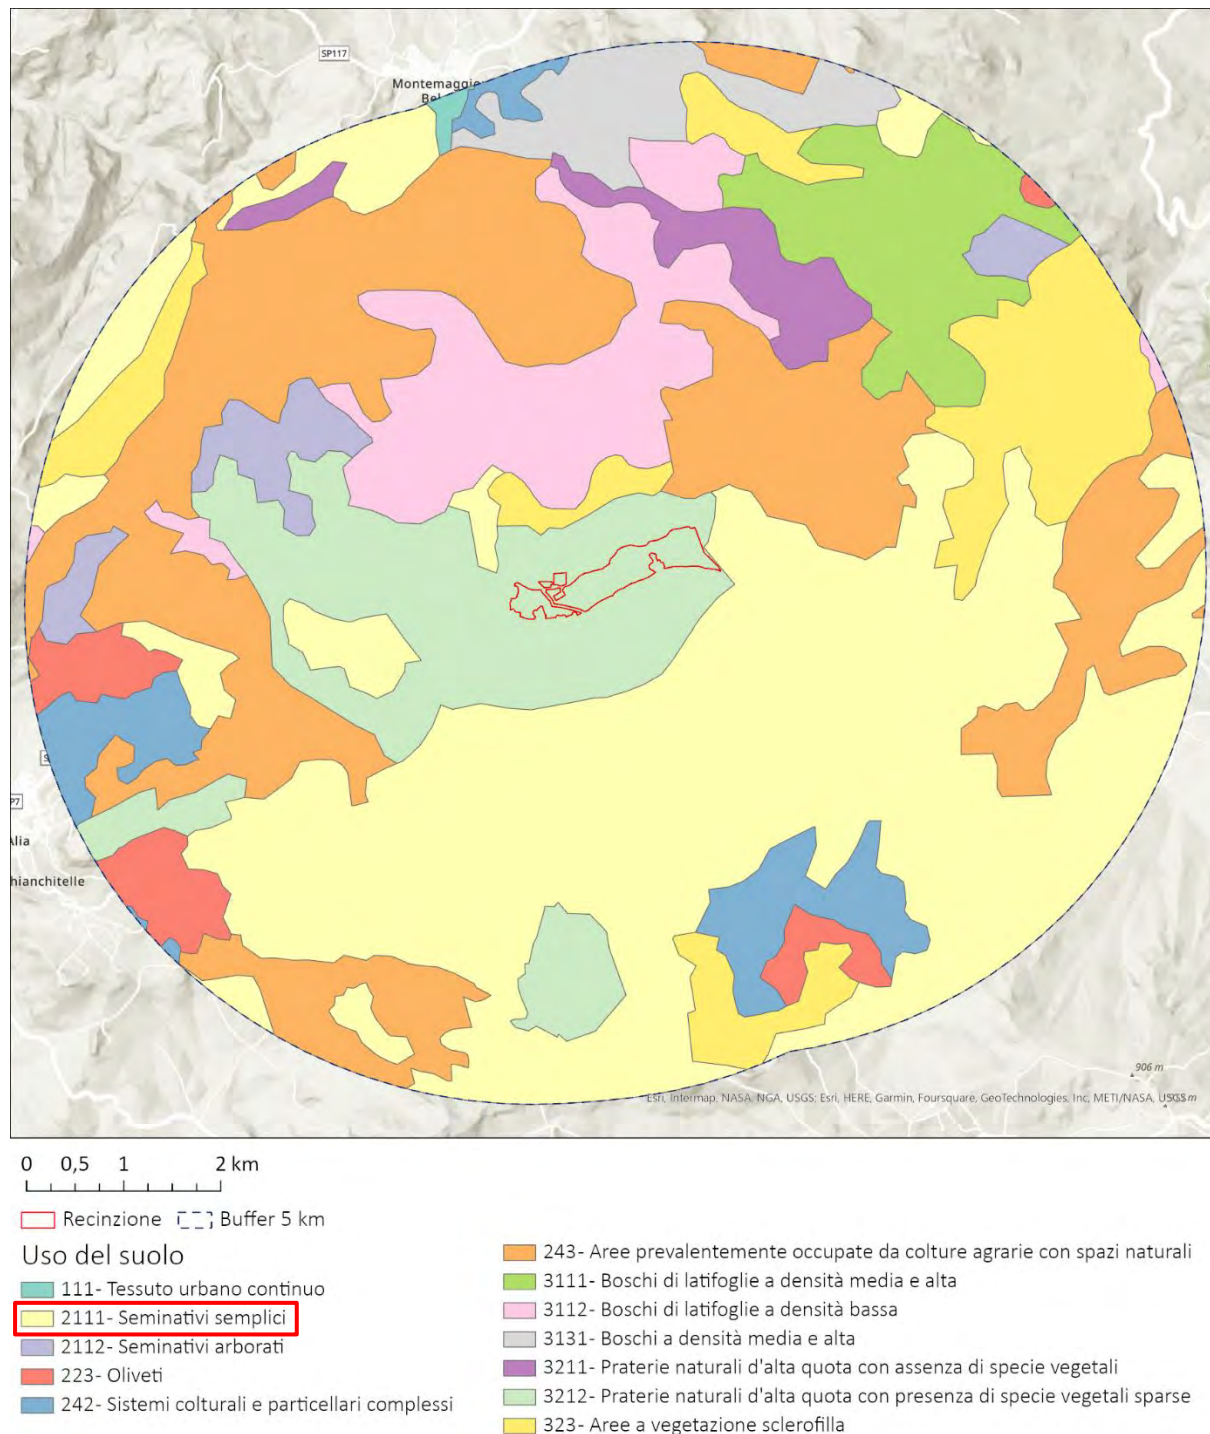 SP117
Montemaggio
Bel
S
P7
Alia
hianchitelle
906 m
Esri, Intermap, NASA, NGA, USGS; Esri, HERE, Garmin, Foursquare, GeoTechnologies, Inc, METI/NASA, USGS
0 0,5 1 2 km
Recinzione Buffer 5 km
Uso del suolo
111- Tessuto urbano continuo
2111- Seminativi semplici
2112- Seminativi arborati
223- Oliveti
242- Sistemi colturali e particellari complessi
243- Aree prevalentemente occupate da colture agrarie con spazi naturali
3111- Boschi di latifoglie a densità media e alta
3112- Boschi di latifoglie a densità bassa
3131- Boschi a densità media e alta
3211- Praterie naturali d'alta quota con assenza di specie vegetali
3212- Praterie naturali d'alta quota con presenza di specie vegetali sparse
323- Aree a vegetazione sclerofilla